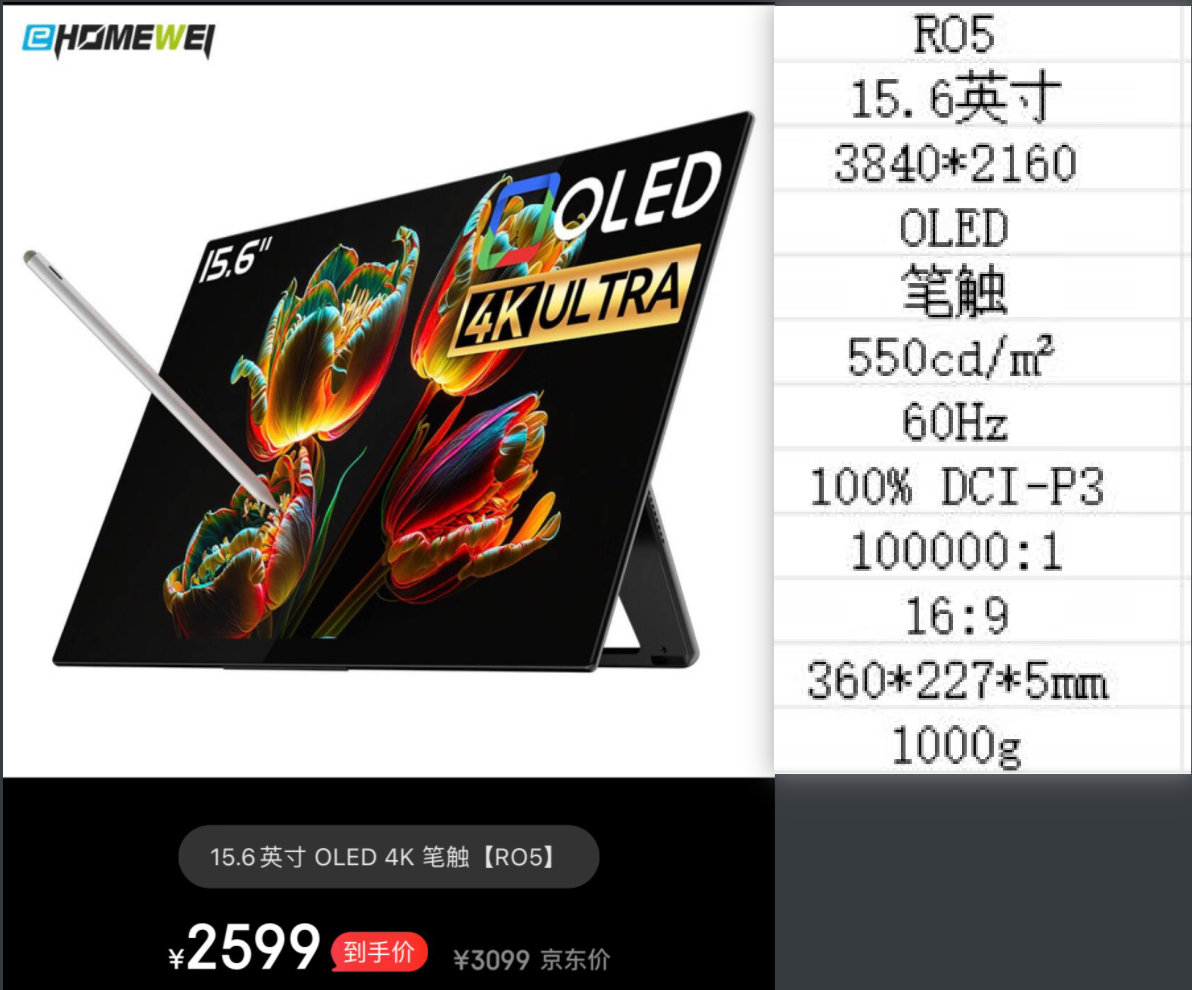 eHOMEWEI
15.6"
OLED
4K ULTRA
RO5
15.6英寸
3840*2160
OLED
笔触
550cd/m²
60Hz
100% DCI-P3
100000:1
16:9
360*227*5mm
1000g
15.6英寸 OLED 4K 笔触【RO5】
¥2599 到手价 ¥3099 京东价